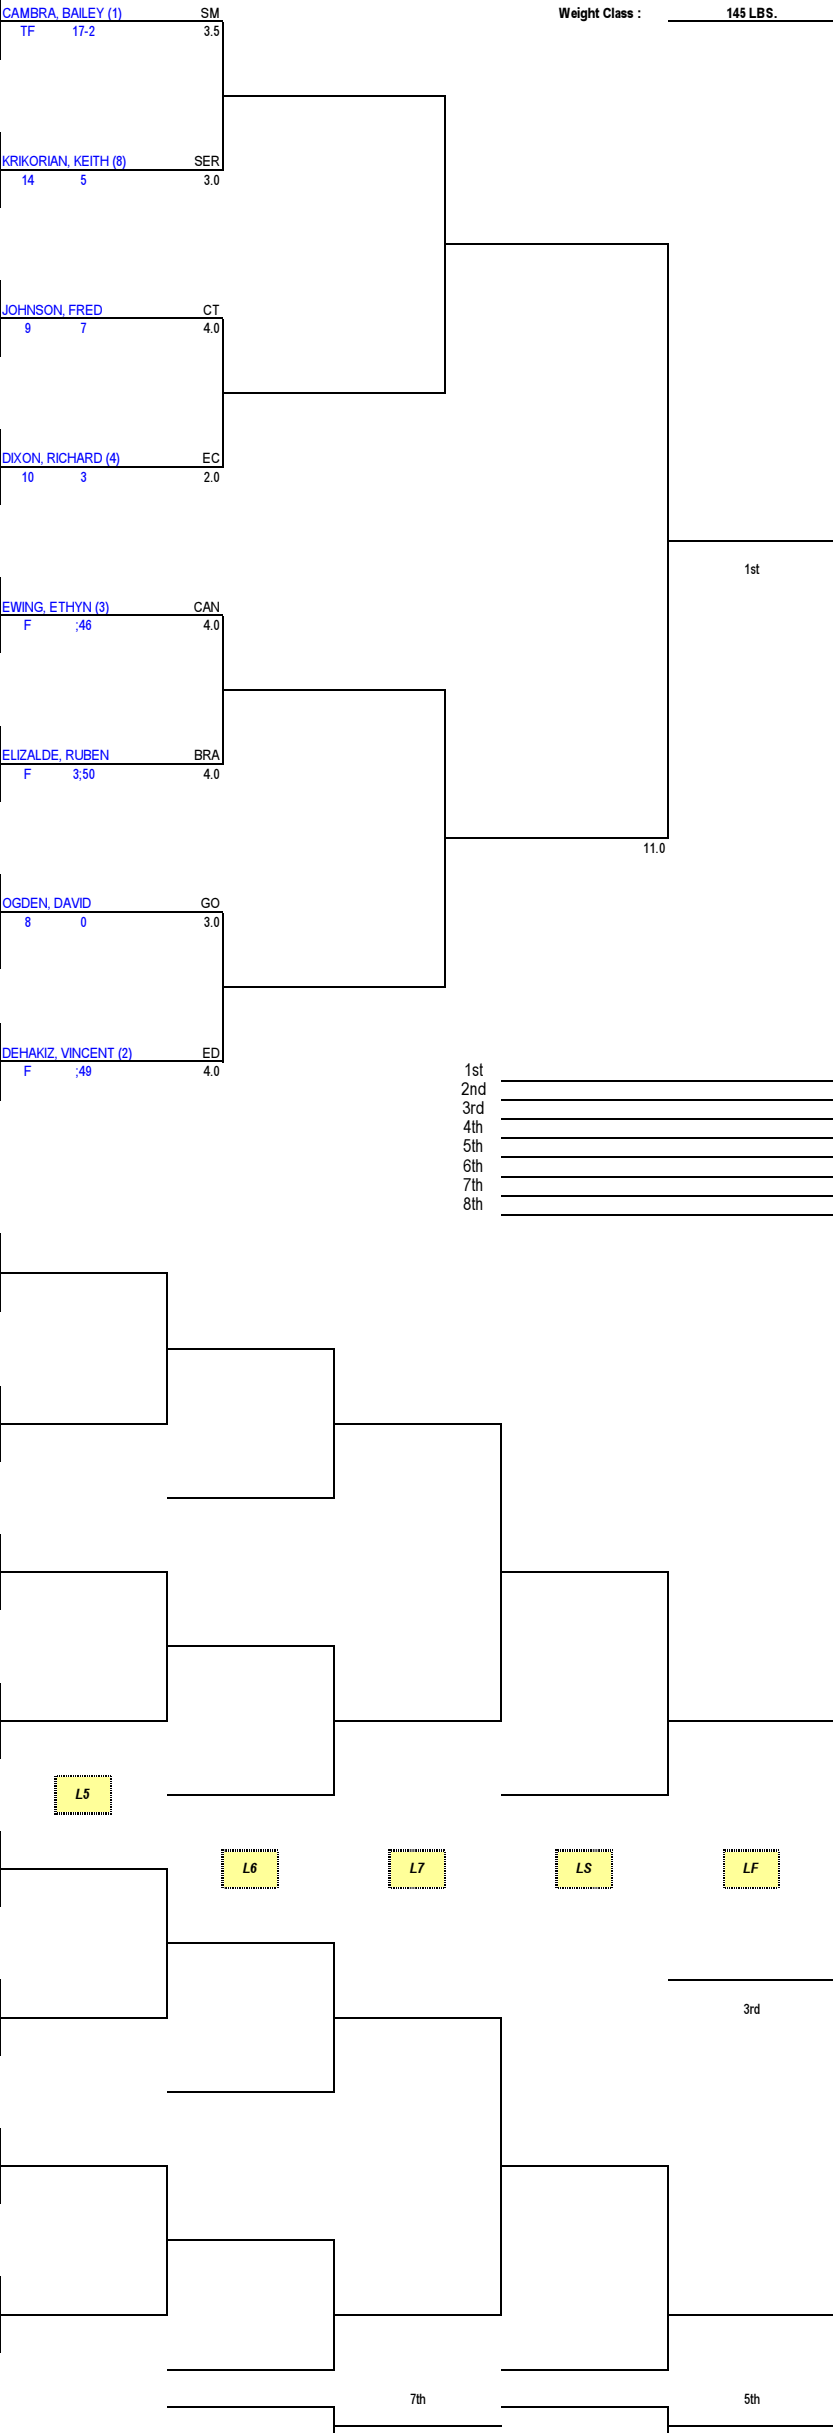 CAMBRA, BAILEY (1) SM Weight Class : 145 LBS.
TF 17-2 3.5
KRIKORIAN, KEITH (8) SER
14 5 3.0
JOHNSON, FRED CT
9 7 4.0
DIXON, RICHARD (4) EC
10 3 2.0
1st
EWING, ETHYN (3) CAN
F ;46 4.0
ELIZALDE, RUBEN BRA
F 3;50 4.0
11.0
OGDEN, DAVID GO
8 0 3.0
DEHAKIZ, VINCENT (2) ED
F ;49 4.0
1st
2nd
3rd
4th
5th
6th
7th
8th
L5
L6 L7 LS LF
3rd
7th 5th